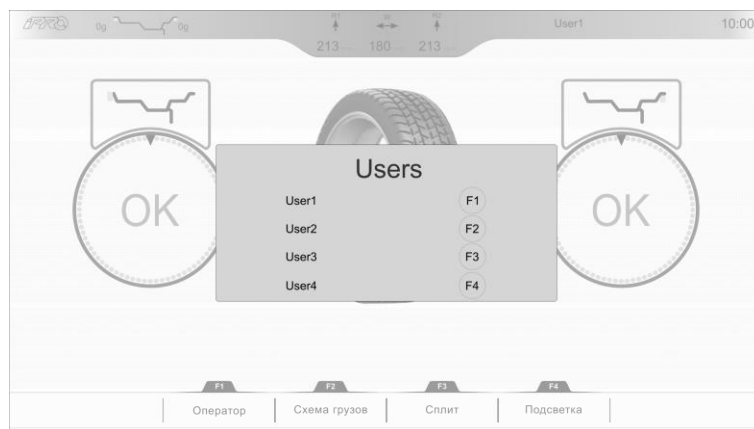 0g 0g
213 180 213
User1
10:00
OK
OK
Users
User1 F1
User2 F2
User3 F3
User4 F4
F1 F2 F3 F4
Оператор Схема грузов Сплит Подсветка